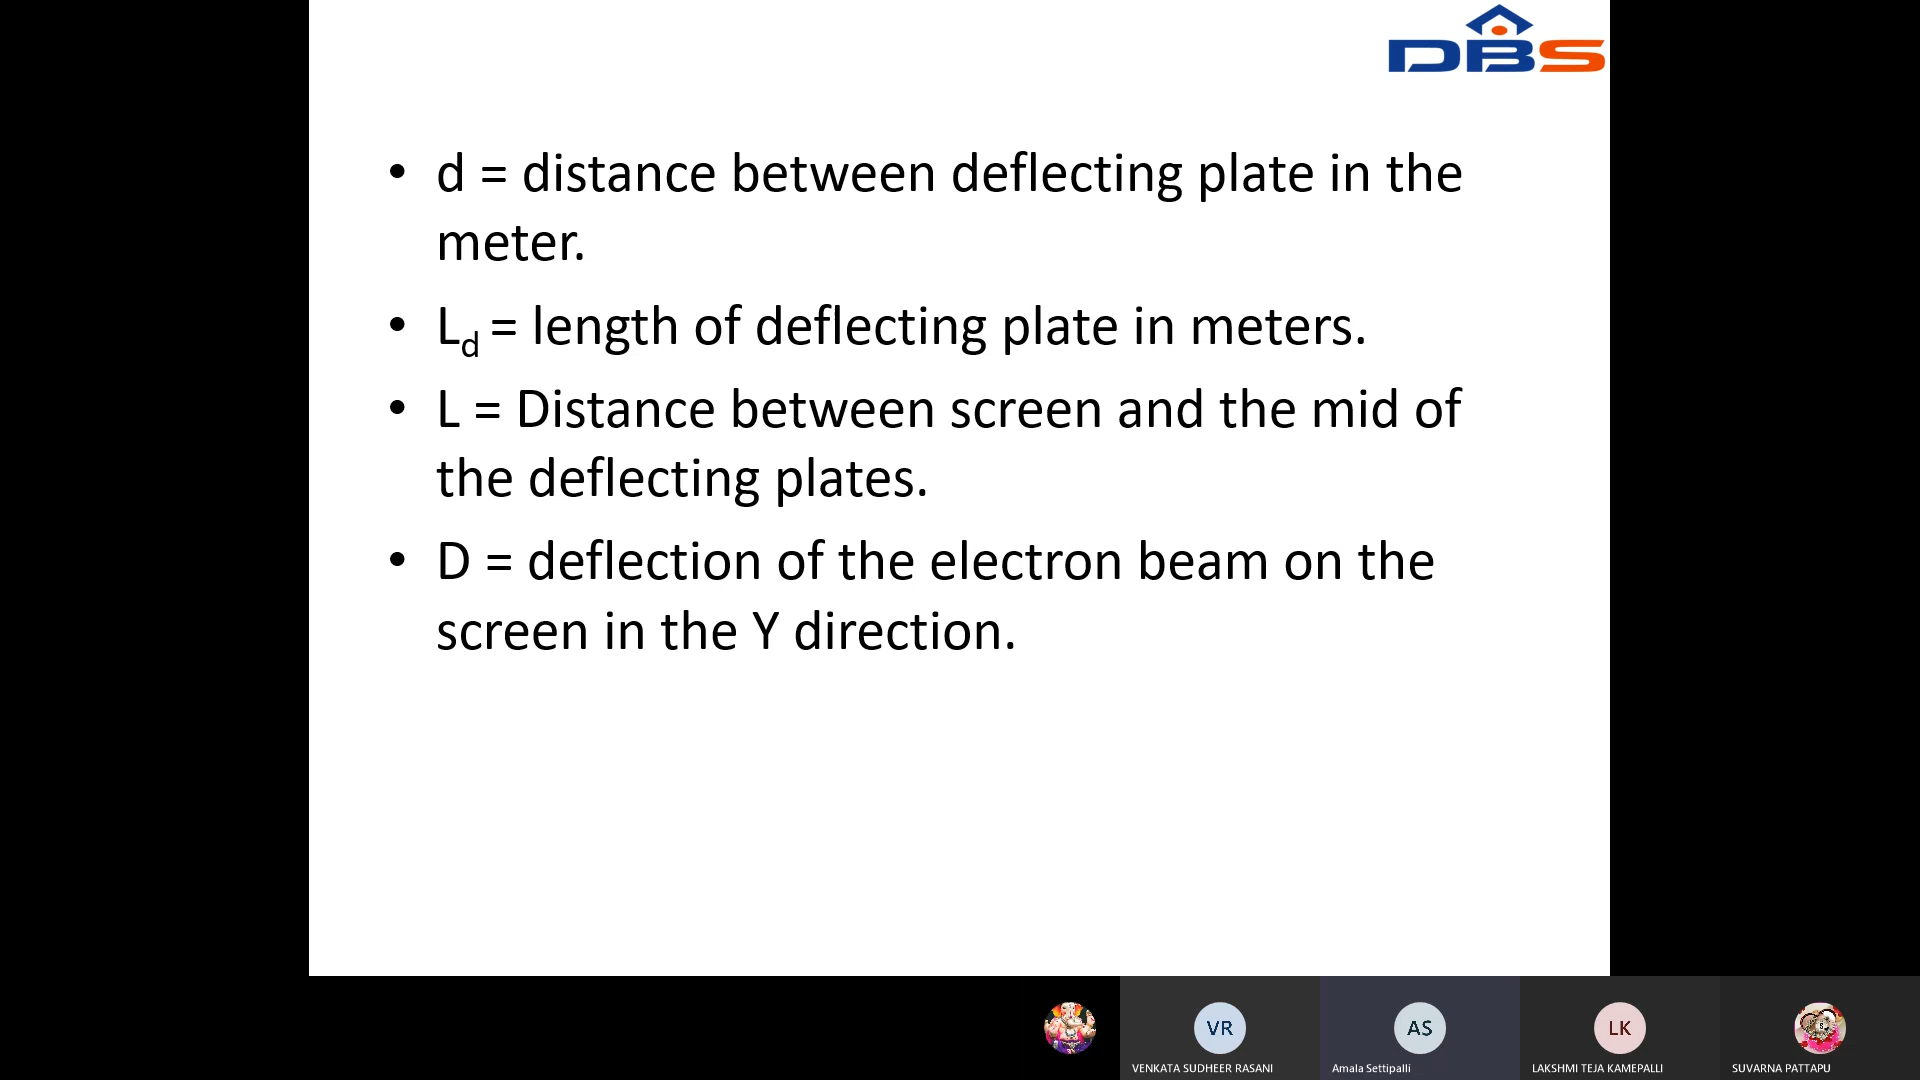 DBS
• d = distance between deflecting plate in the
meter.
• Ld = length of deflecting plate in meters.
• L = Distance between screen and the mid of
the deflecting plates.
• D = deflection of the electron beam on the
screen in the Y direction.
VR
AS
LK
VENKATA SUDHEER RASANI
Amala Settipalli
LAKSHMI TEJA KAMEPALLI
SUVARNA PATTAPU